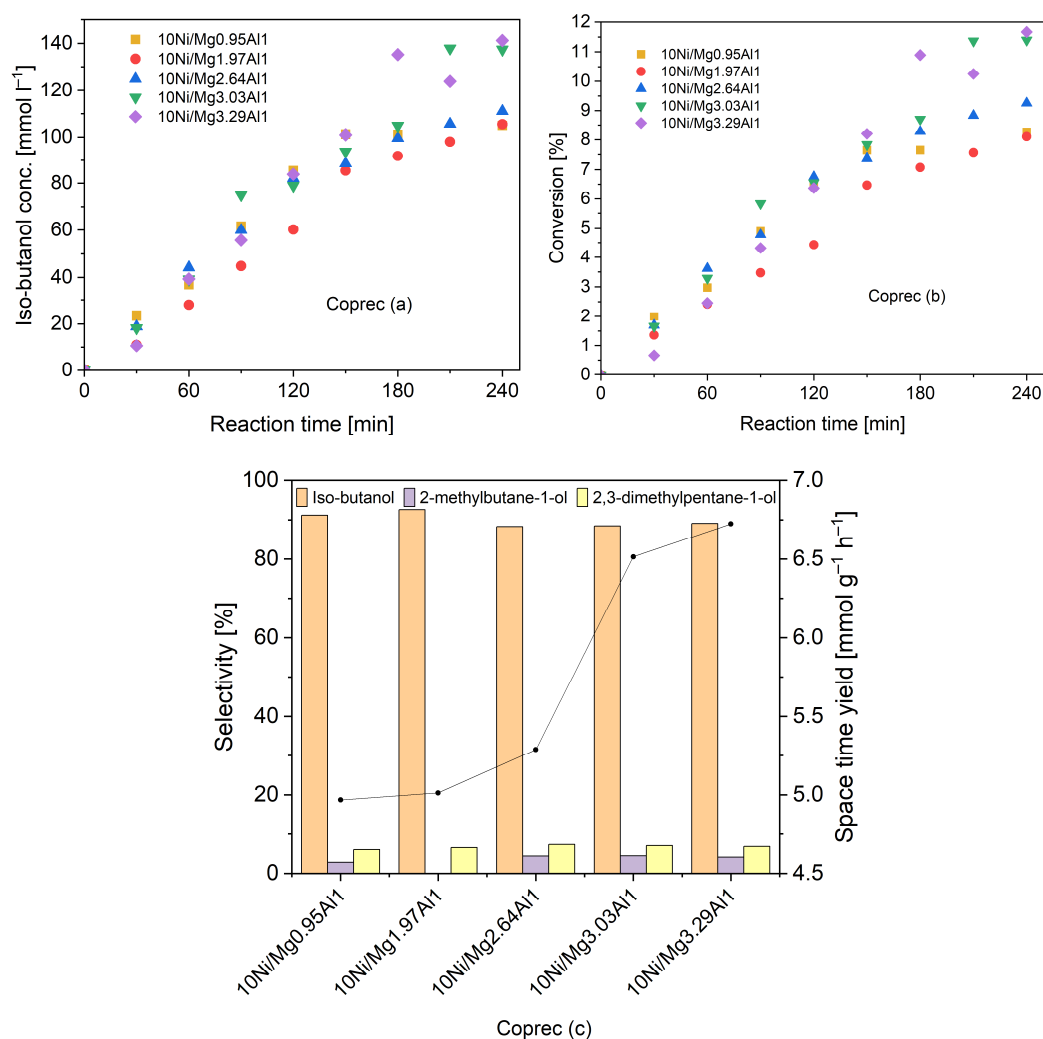 Iso-butanol conc. [mmol l⁻¹]
140
120
100
80
60
40
20
0
10Ni/Mg0.95Al1
10Ni/Mg1.97Al1
10Ni/Mg2.64Al1
10Ni/Mg3.03Al1
10Ni/Mg3.29Al1
Coprec (a)
0 60 120 180 240
Reaction time [min]
Conversion [%]
12
11
10
9
8
7
6
5
4
3
2
1
0
10Ni/Mg0.95Al1
10Ni/Mg1.97Al1
10Ni/Mg2.64Al1
10Ni/Mg3.03Al1
10Ni/Mg3.29Al1
Coprec (b)
0 60 120 180 240
Reaction time [min]
Selectivity [%]
100
80
60
40
20
0
Iso-butanol 2-methylbutane-1-ol 2,3-dimethylpentane-1-ol
7.0
6.5
6.0
5.5
5.0
4.5
Space time yield [mmol g⁻¹ h⁻¹]
10Ni/Mg0.95Al1
10Ni/Mg1.97Al1
10Ni/Mg2.64Al1
10Ni/Mg3.03Al1
10Ni/Mg3.29Al1
Coprec (c)